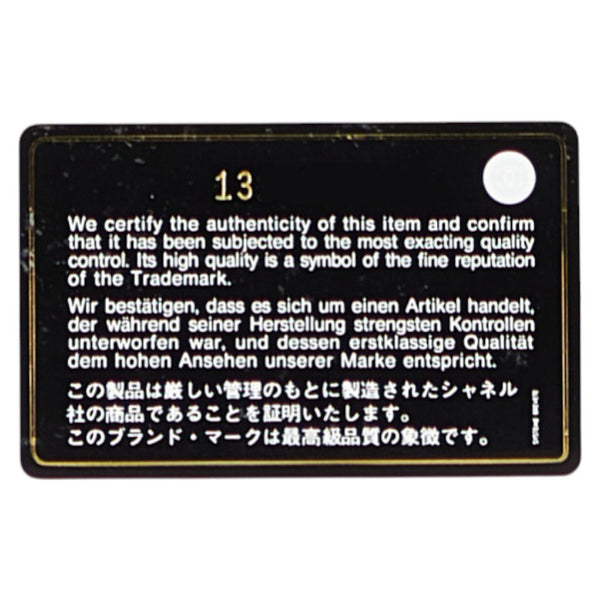 13
We certify the authenticity of this item and confirm
that it has been subjected to the most exacting quality
control. Its high quality is a symbol of the fine reputation
of the Trademark.
Wir bestätigen, dass es sich um einen Artikel handelt,
der während seiner Herstellung strengsten Kontrollen
unterworfen war, und dessen erstklassige Qualität
dem hohen Ansehen unserer Marke entspricht.
この製品は厳しい管理のもとに製造されたシャネル
社の商品であることを証明いたします。
このブランド・マークは最高級品質の象徴です。